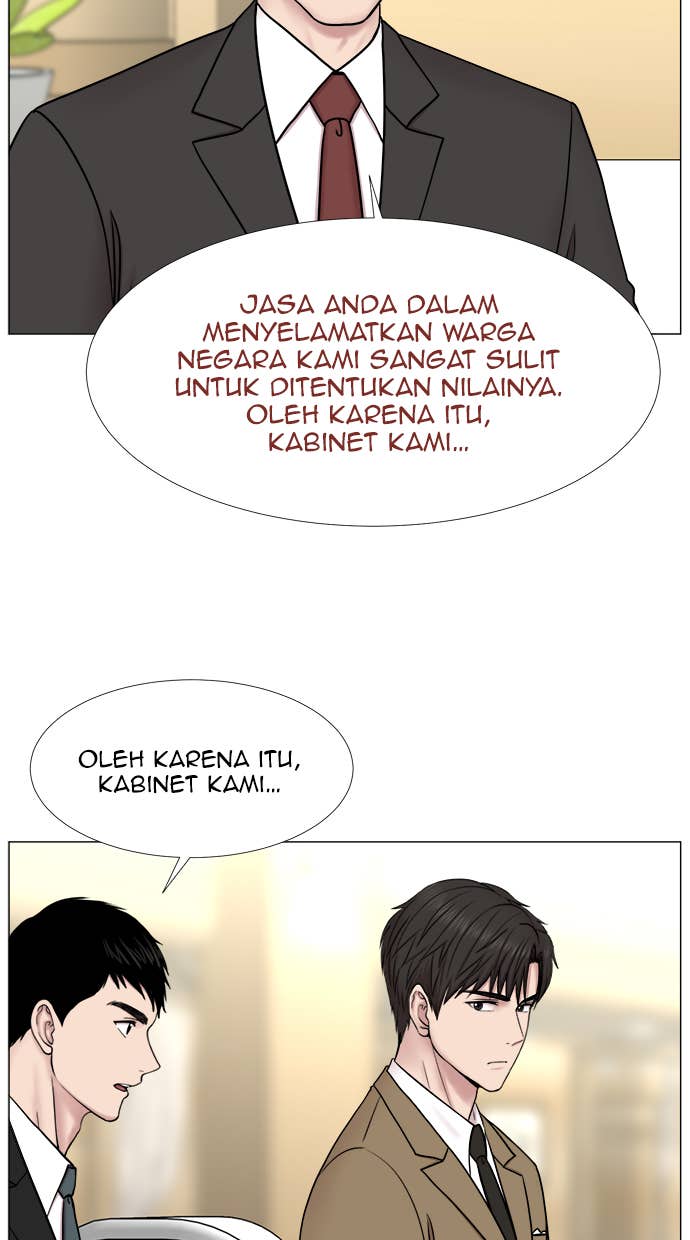 JASA ANDA DALAM
MENYELAMATKAN WARGA
NEGARA KAMI SANGAT SULIT
UNTUK DITENTUKAN NILAINYA.
OLEH KARENA ITU,
KABINET KAMI...
OLEH KARENA ITU,
KABINET KAMI...